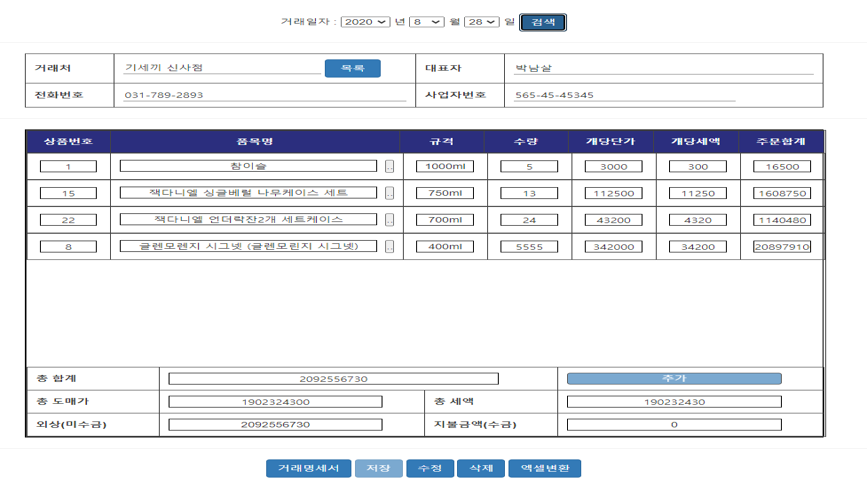 거래일자 : 2020 년 8 월 28 일 검색
거래처 기세끼 신사점 목록 대표자 박남살
전화번호 031-789-2893 사업자번호 565-45-45345
상품번호 품목명 규격 수량 개당단가 개당세액 주문합계
1 참이슬 .. 1000ml 5 3000 300 16500
15 잭다니엘 싱글베럴 나무케이스 세트 .. 750ml 13 112500 11250 1608750
22 잭다니엘 언더락잔2개 세트케이스 .. 700ml 24 43200 4320 1140480
8 글렌모렌지 시그넷 (글렌모린지 시그넷) .. 400ml 5555 342000 34200 20897910
총 합계 2092556730 추가
총 도매가 1902324300 총 세액 190232430
외상(미수금) 2092556730 지불금액(수금) 0
거래명세서 저장 수정 삭제 엑셀변환